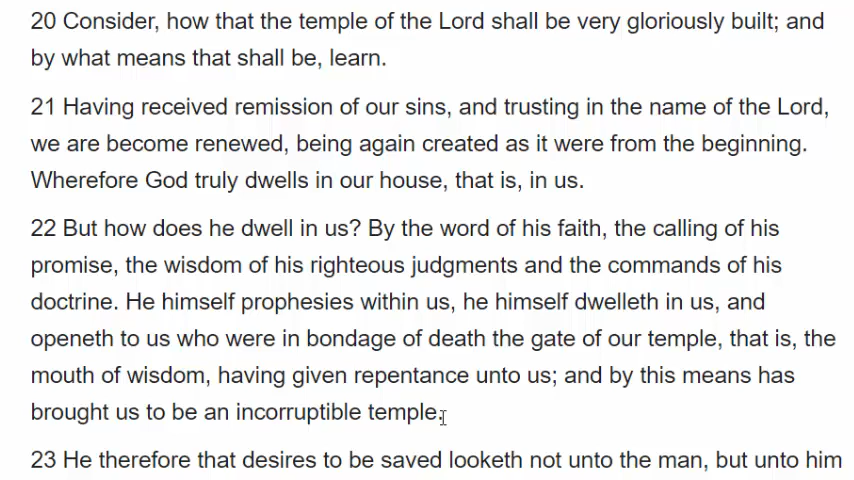 20 Consider, how that the temple of the Lord shall be very gloriously built; and
by what means that shall be, learn.
21 Having received remission of our sins, and trusting in the name of the Lord,
we are become renewed, being again created as it were from the beginning.
Wherefore God truly dwells in our house, that is, in us.
22 But how does he dwell in us? By the word of his faith, the calling of his
promise, the wisdom of his righteous judgments and the commands of his
doctrine. He himself prophesies within us, he himself dwelleth in us, and
openeth to us who were in bondage of death the gate of our temple, that is, the
mouth of wisdom, having given repentance unto us; and by this means has
brought us to be an incorruptible temple.
23 He therefore that desires to be saved looketh not unto the man, but unto him